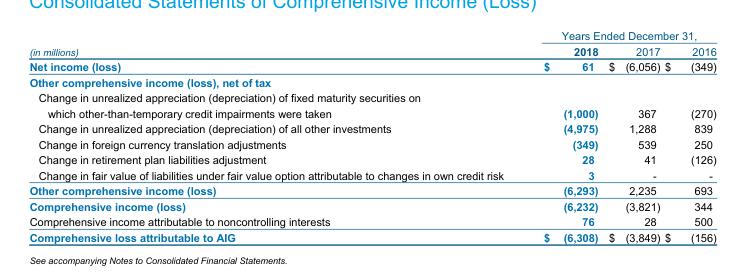 Consolidated Statements of Comprehensive Income (Loss)
Years Ended December 31,
(in millions) 2018 2017 2016
Net income (loss) $ 61 $ (6,056) $ (349)
Other comprehensive income (loss), net of tax
Change in unrealized appreciation (depreciation) of fixed maturity securities on
which other-than-temporary credit impairments were taken (1,000) 367 (270)
Change in unrealized appreciation (depreciation) of all other investments (4,975) 1,288 839
Change in foreign currency translation adjustments (349) 539 250
Change in retirement plan liabilities adjustment 28 41 (126)
Change in fair value of liabilities under fair value option attributable to changes in own credit risk 3 - -
Other comprehensive income (loss) (6,293) 2,235 693
Comprehensive income (loss) (6,232) (3,821) 344
Comprehensive income attributable to noncontrolling interests 76 28 500
Comprehensive loss attributable to AIG $ (6,308) $ (3,849) $ (156)
See accompanying Notes to Consolidated Financial Statements.